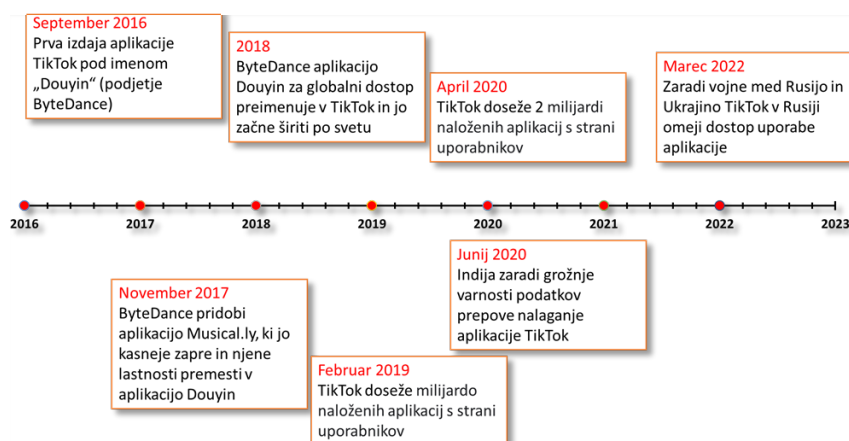 September 2016
Prva izdaja aplikacije
TikTok pod imenom
„Douyin“ (podjetje
ByteDance)
2018
ByteDance aplikacijo
Douyin za globalni dostop
preimenuje v TikTok in jo
začne širiti po svetu
April 2020
TikTok doseže 2 milijardi
naloženih aplikacij s strani
uporabnikov
Marec 2022
Zaradi vojne med Rusijo in
Ukrajino TikTok v Rusiji
omeji dostop uporabe
aplikacije
2016 2017 2018 2019 2020 2021 2022 2023
November 2017
ByteDance pridobi
aplikacijo Musical.ly, ki jo
kasneje zapre in njene
lastnosti premesti v
aplikacijo Douyin
Februar 2019
TikTok doseže milijardo
naloženih aplikacij s strani
uporabnikov
Junij 2020
Indija zaradi grožnje
varnosti podatkov
prepove nalaganje
aplikacije TikTok